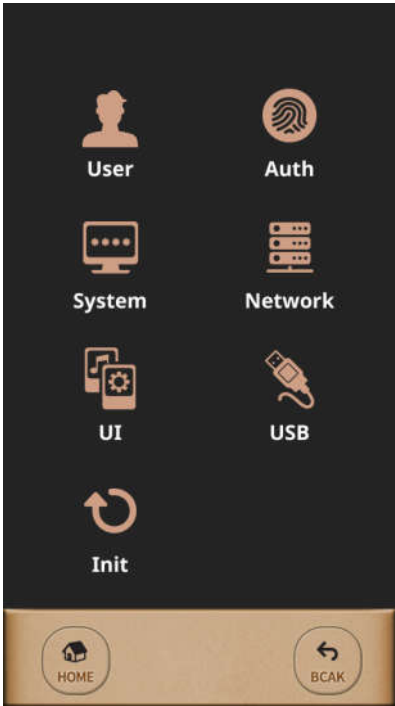 User
Auth
System
Network
UI
USB
Init
HOME
BCAK